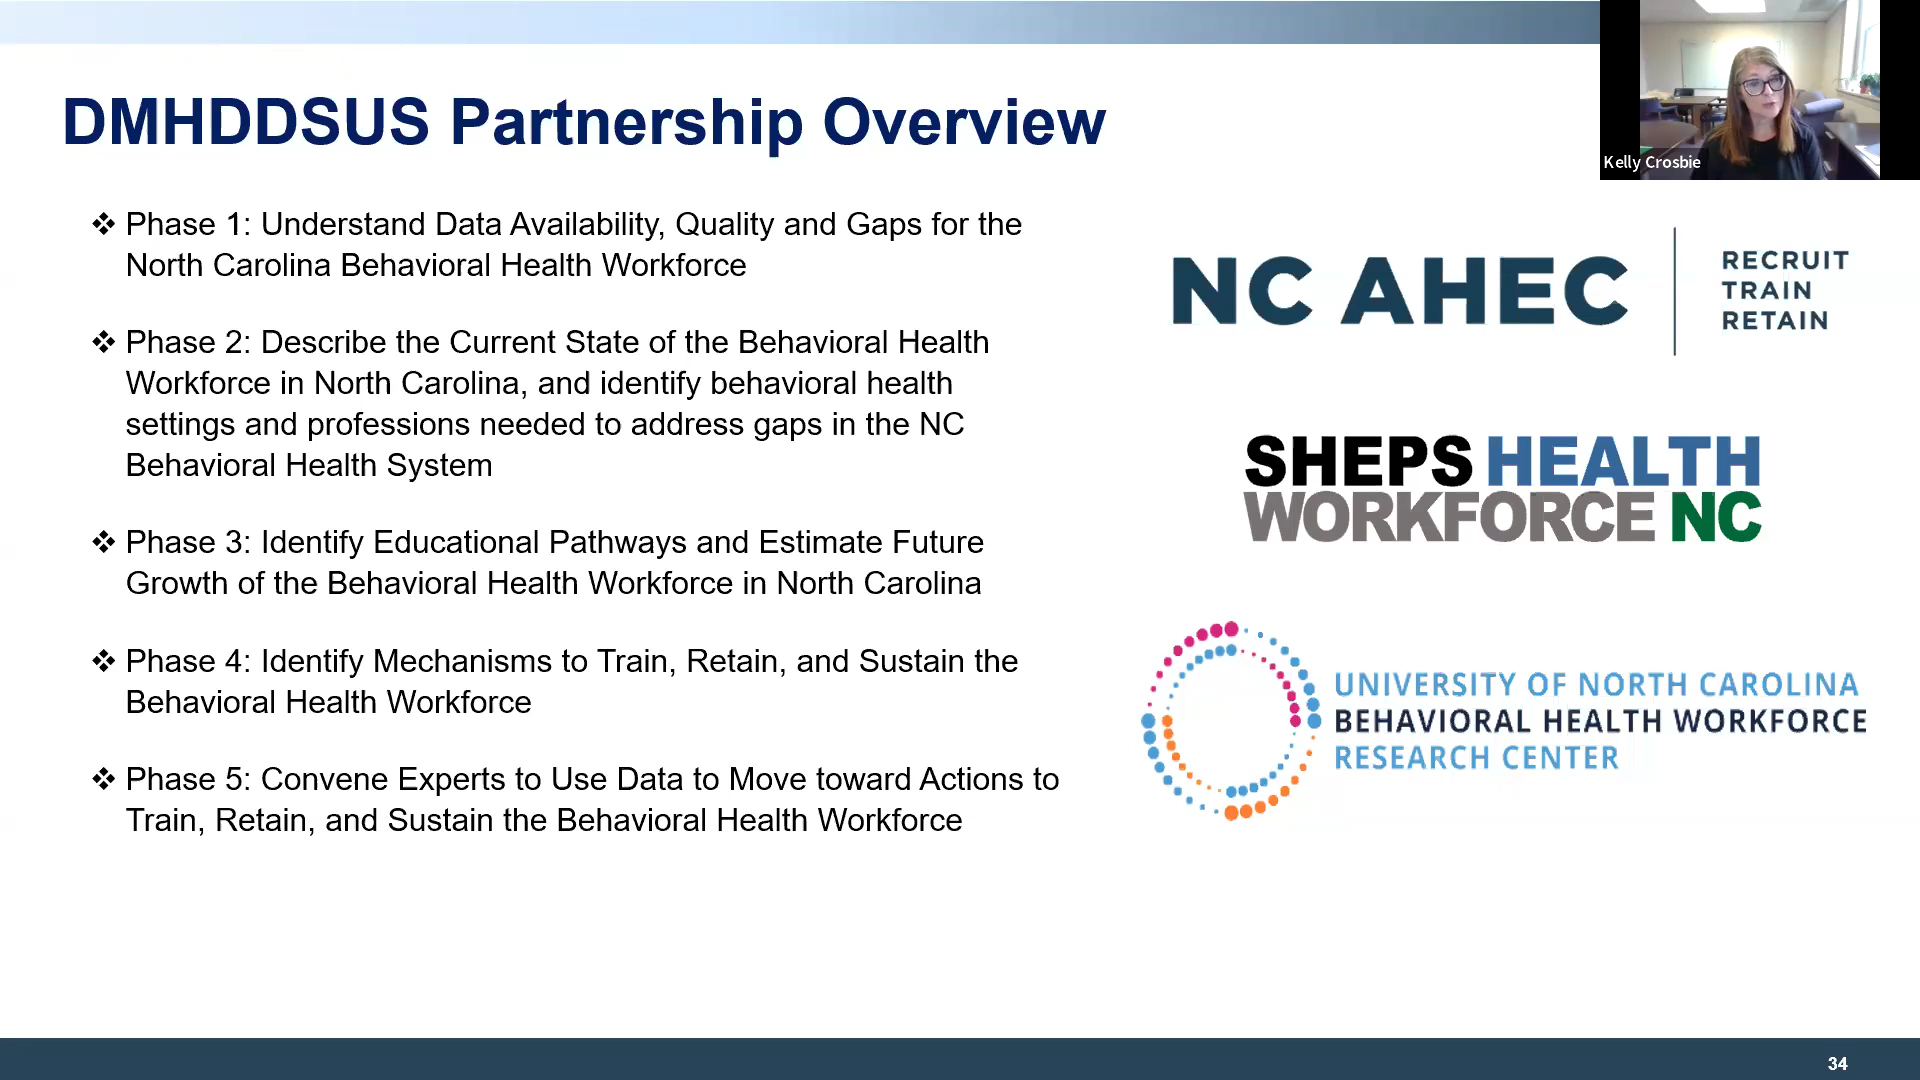 DMHDDSUS Partnership Overview
Kelly Crosbie
❖ Phase 1: Understand Data Availability, Quality and Gaps for the
North Carolina Behavioral Health Workforce
❖ Phase 2: Describe the Current State of the Behavioral Health
Workforce in North Carolina, and identify behavioral health
settings and professions needed to address gaps in the NC
Behavioral Health System
❖ Phase 3: Identify Educational Pathways and Estimate Future
Growth of the Behavioral Health Workforce in North Carolina
❖ Phase 4: Identify Mechanisms to Train, Retain, and Sustain the
Behavioral Health Workforce
❖ Phase 5: Convene Experts to Use Data to Move toward Actions to
Train, Retain, and Sustain the Behavioral Health Workforce
NC AHEC
RECRUIT
TRAIN
RETAIN
SHEPS HEALTH
WORKFORCE NC
UNIVERSITY OF NORTH CAROLINA
BEHAVIORAL HEALTH WORKFORCE
RESEARCH CENTER
34